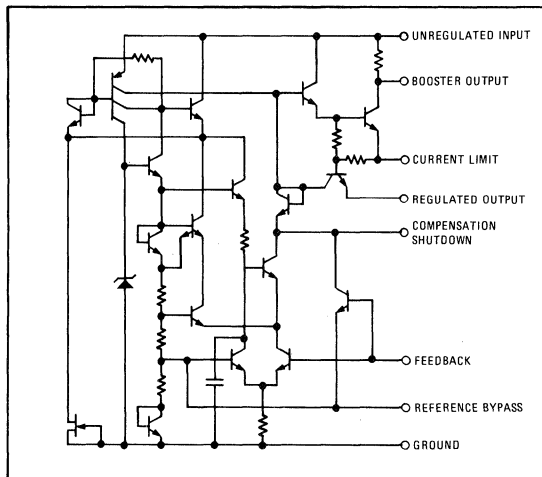 UNREGULATED INPUT
BOOSTER OUTPUT
CURRENT LIMIT
REGULATED OUTPUT
COMPENSATION
SHUTDOWN
FEEDBACK
REFERENCE BYPASS
GROUND